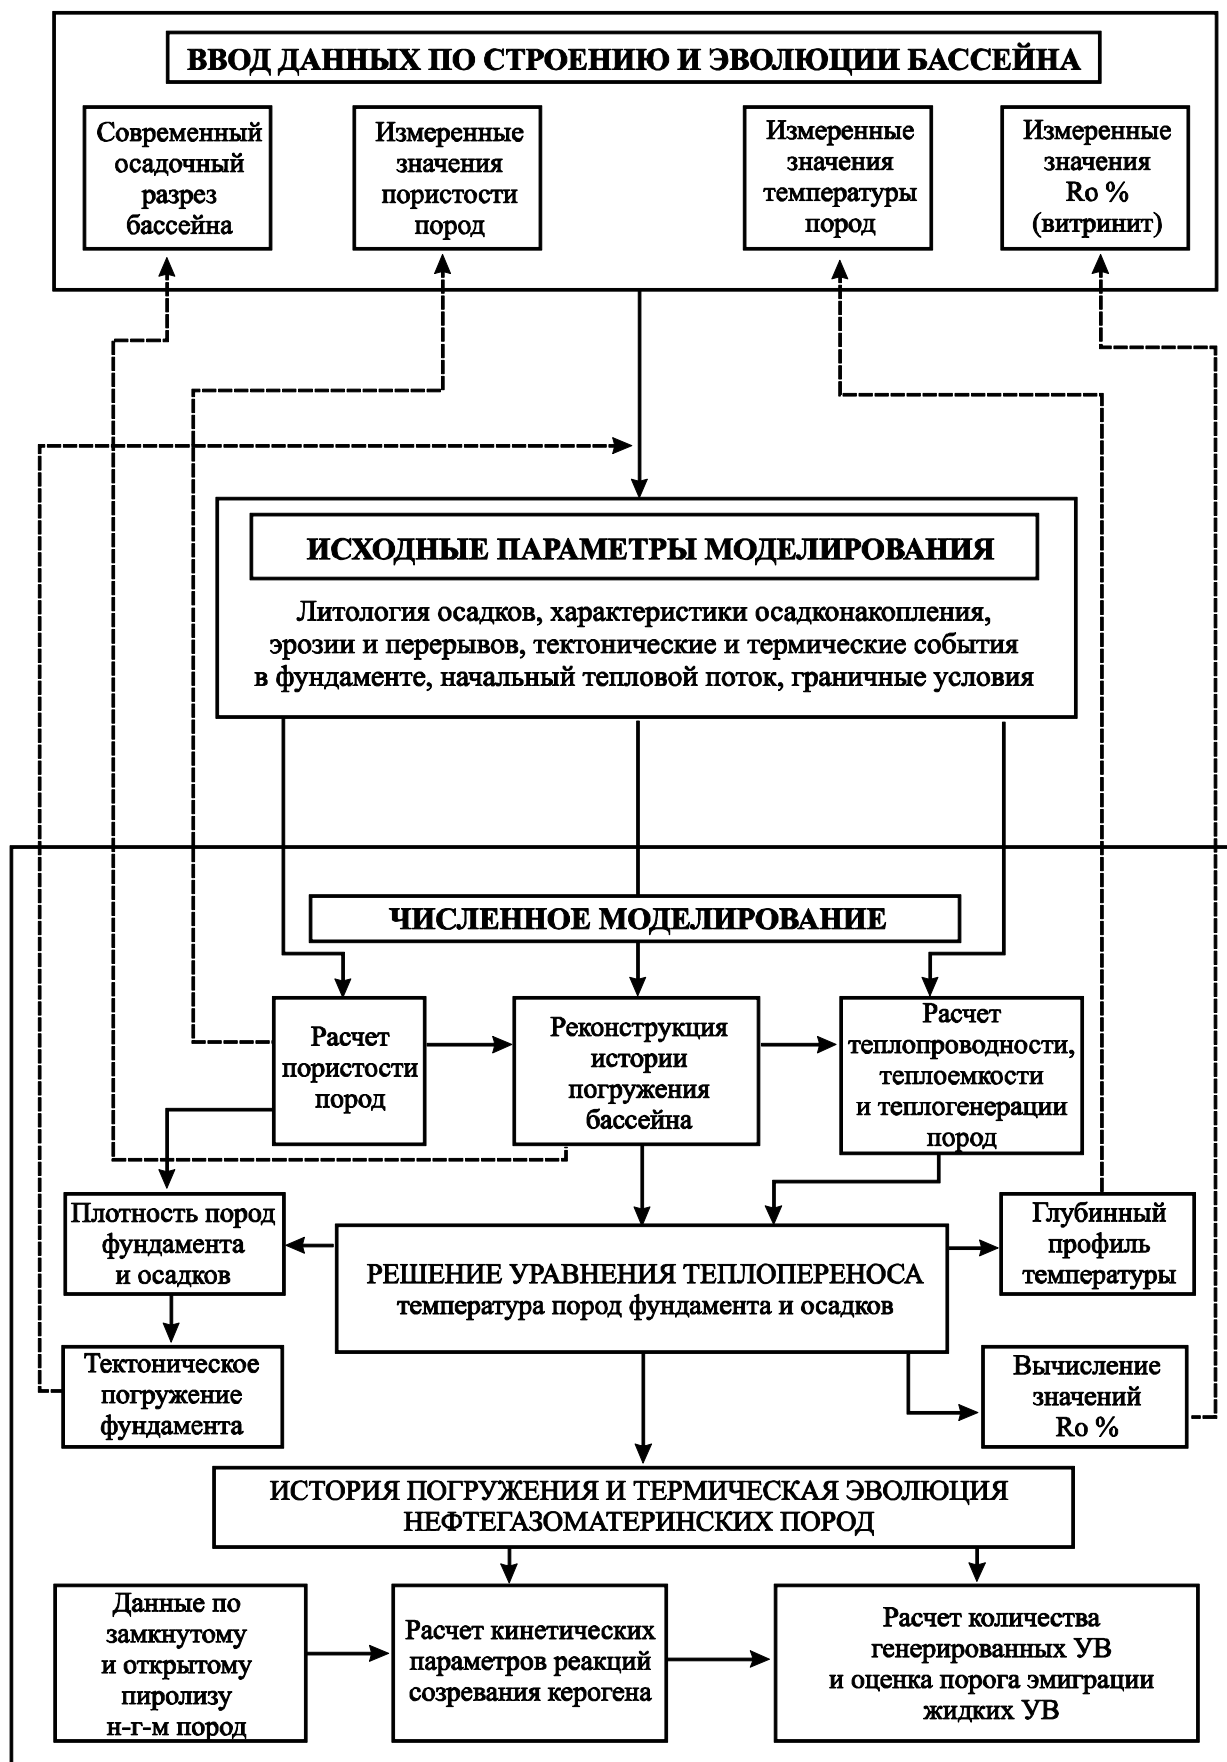 ВВОД ДАННЫХ ПО СТРОЕНИЮ И ЭВОЛЮЦИИ БАССЕЙНА
Современный
осадочный
разрез
бассейна
Измеренные
значения
пористости
пород
Измеренные
значения
температуры
пород
Измеренные
значения
Ro %
(витринит)
ИСХОДНЫЕ ПАРАМЕТРЫ МОДЕЛИРОВАНИЯ
Литология осадков, характеристики осадконакопления,
эрозии и перерывов, тектонические и термические события
в фундаменте, начальный тепловой поток, граничные условия
ЧИСЛЕННОЕ МОДЕЛИРОВАНИЕ
Расчет
пористости
пород
Реконструкция
истории
погружения
бассейна
Расчет
теплопроводности,
теплоемкости
и теплогенерации
пород
Плотность пород
фундамента
и осадков
РЕШЕНИЕ УРАВНЕНИЯ ТЕПЛОПЕРЕНОСА
температура пород фундамента и осадков
Глубинный
профиль
температуры
Тектоническое
погружение
фундамента
Вычисление
значений
Ro %
ИСТОРИЯ ПОГРУЖЕНИЯ И ТЕРМИЧЕСКАЯ ЭВОЛЮЦИЯ
НЕФТЕГАЗОМАТЕРИНСКИХ ПОРОД
Данные по
замкнутому
и открытому
пиролизу
н-г-м пород
Расчет кинетических
параметров реакций
созревания керогена
Расчет количества
генерированных УВ
и оценка порога эмиграции
жидких УВ